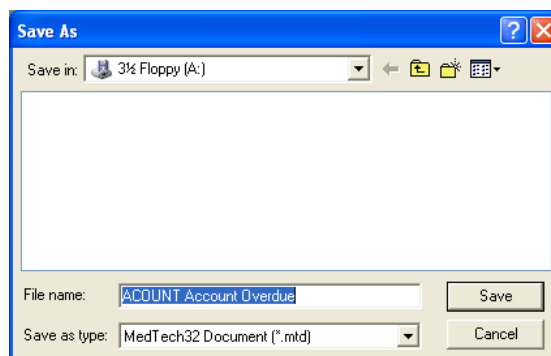 Save As
Save in: 3½ Floppy (A:)
File name: ACOUNT Account Overdue Save
Save as type: MedTech32 Document (*.mtd) Cancel